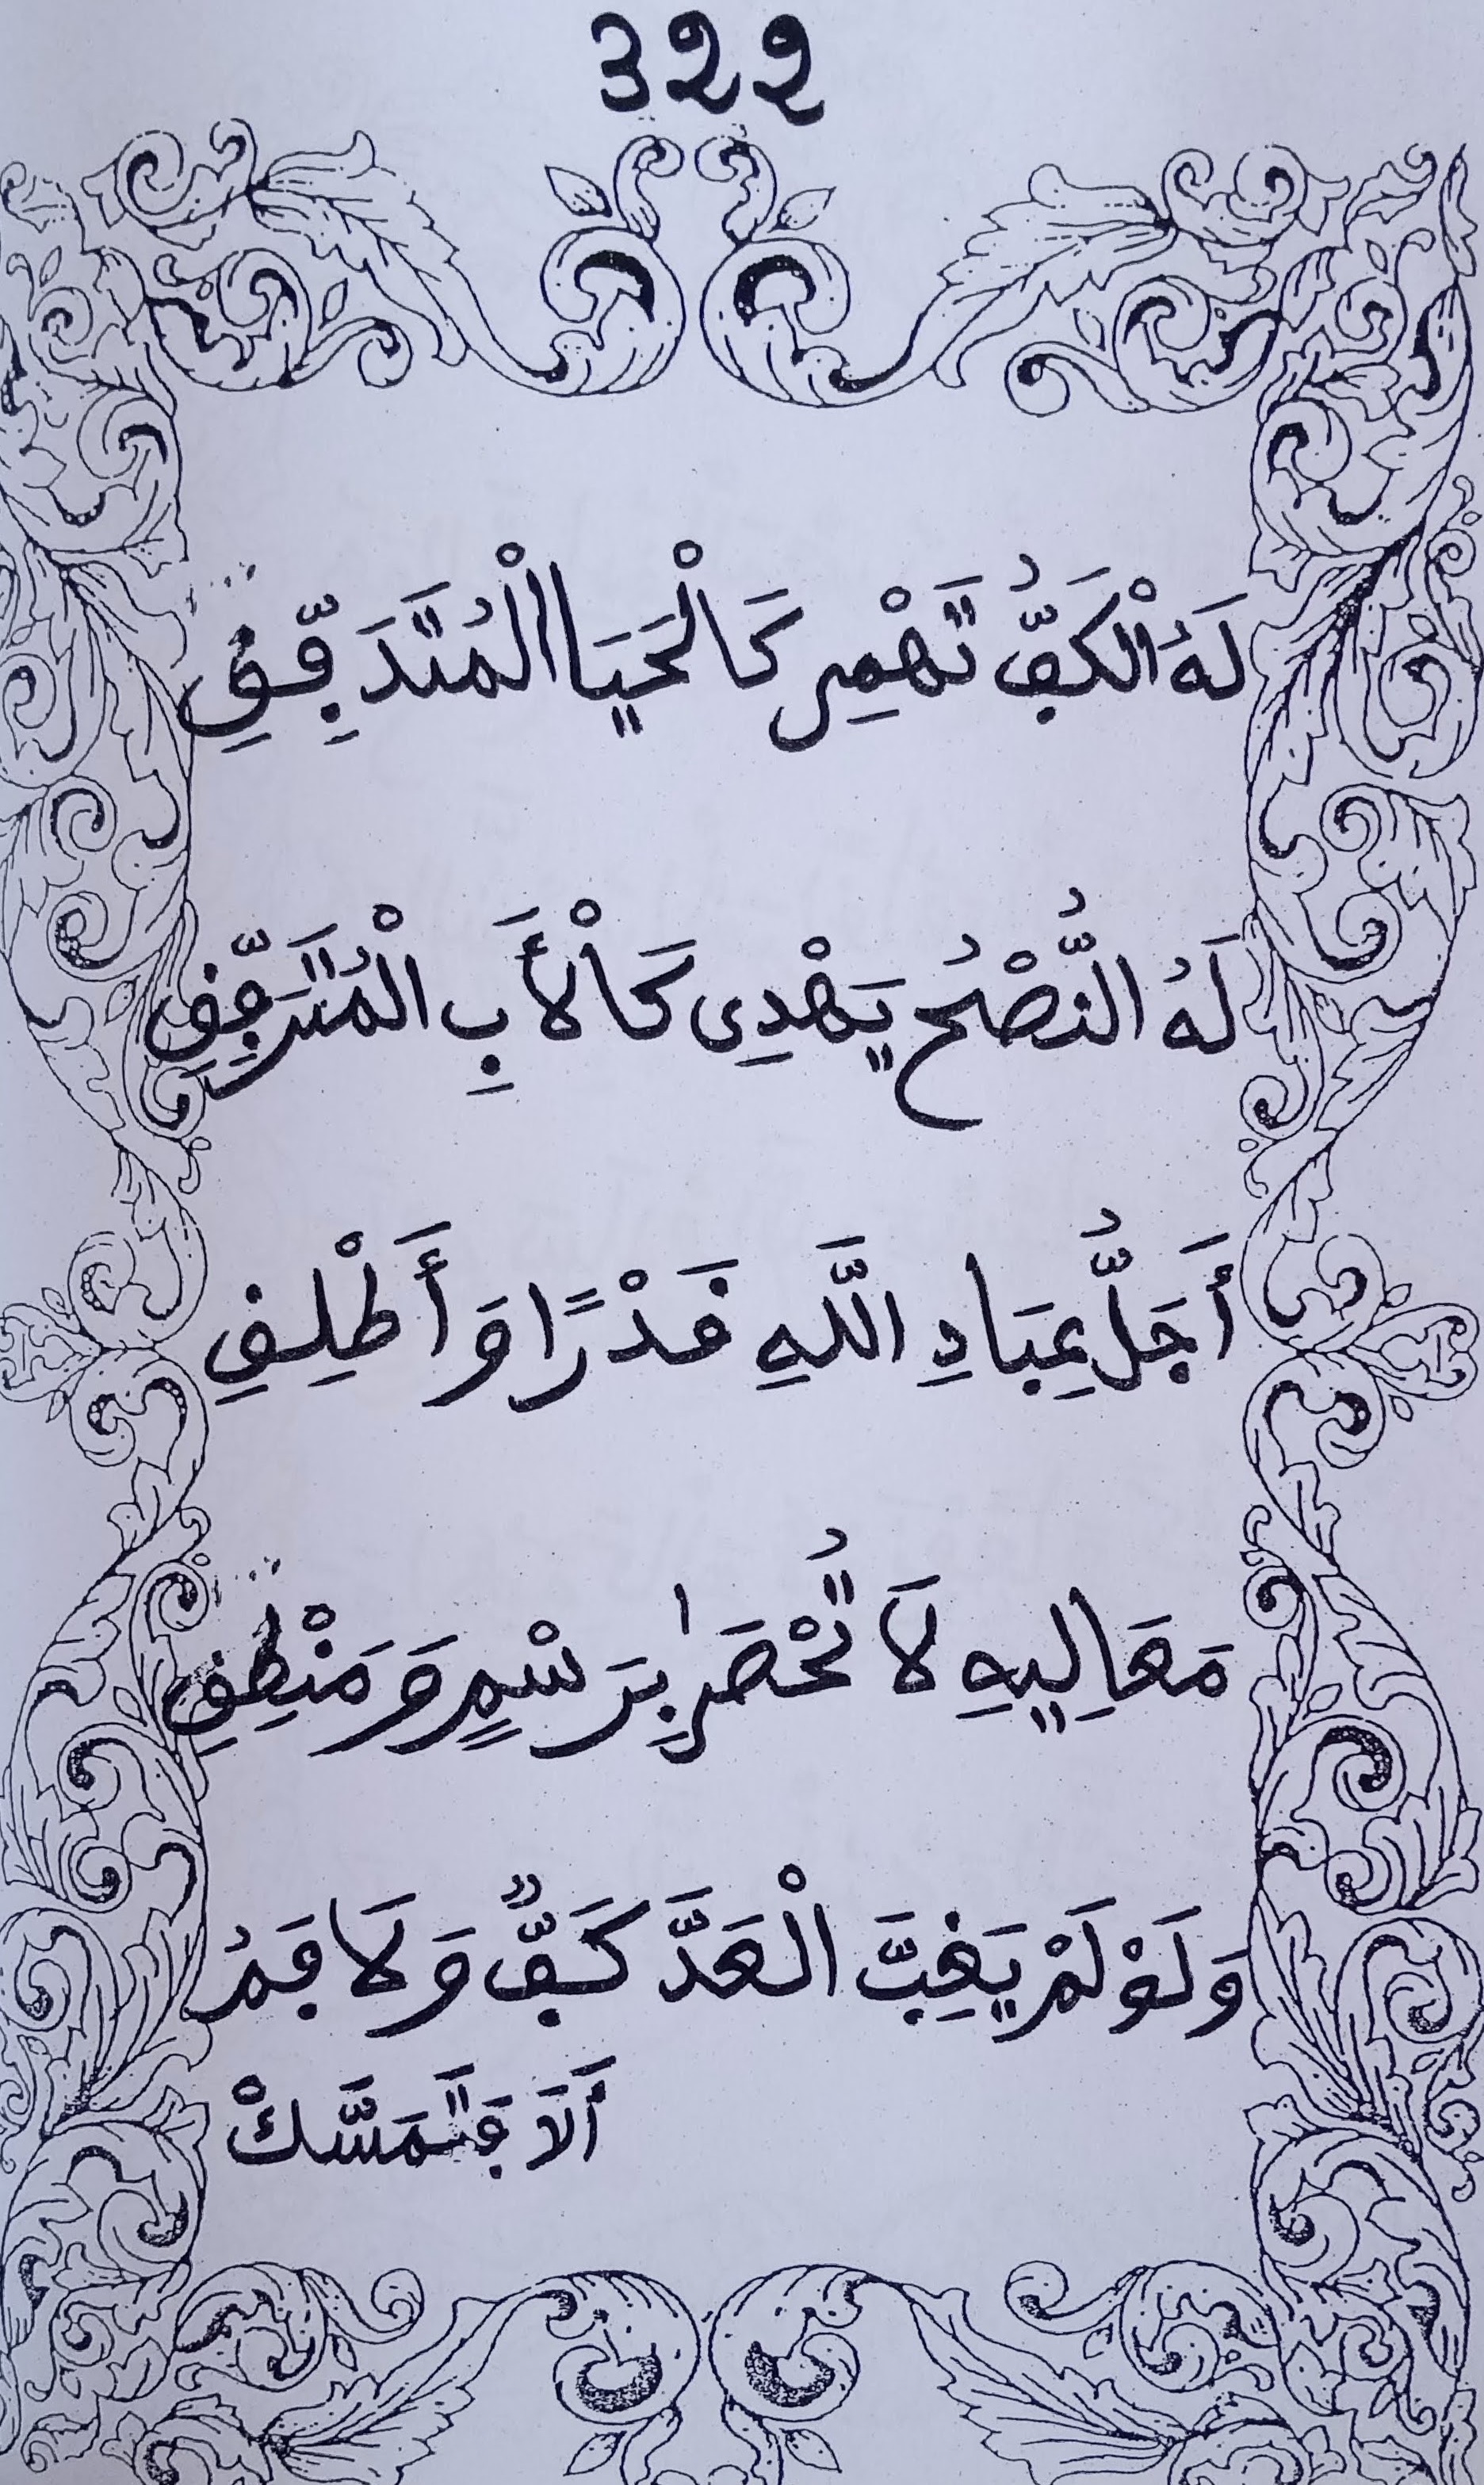 322
لَهُ الْكَفُّ تَهْمِ كَالْحَيَا الْمُتَدَفِّقِ
لَهُ النُّصْحُ يَهْدِى كَالْأَبِ الْمُتَرَفِّقِ
أَجَلُّ عِبَادِ اللَّهِ قَدْرًا وَأَطْلِقِ
مَعَالِيهِ لَا تُحْصَىٰ بِرَسْمٍ وَمَنْطِقِ
وَلَوْ لَمْ يَغِبَّ الْعَدَّ كَفٌّ وَلَا فَمُ
أَلَا فَتَمَسَّكْ